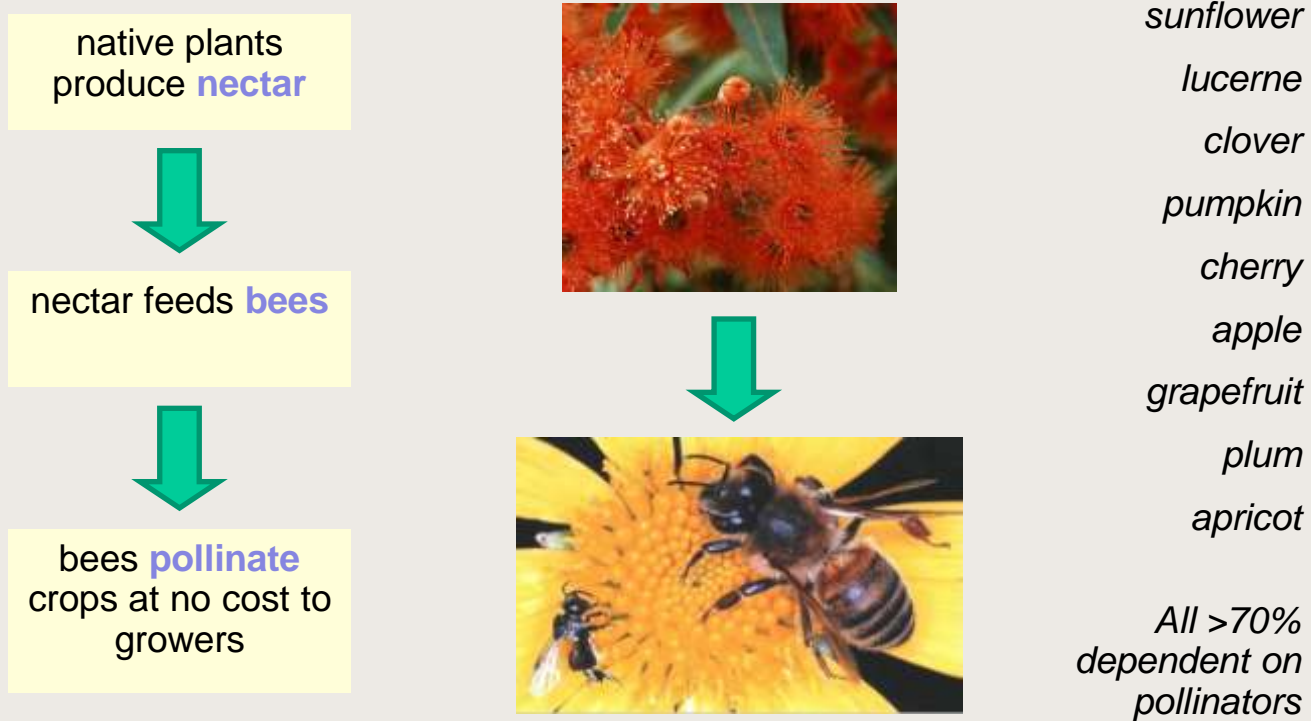 native plants
produce nectar
nectar feeds bees
bees pollinate
crops at no cost to
growers
sunflower
lucerne
clover
pumpkin
cherry
apple
grapefruit
plum
apricot
All >70%
dependent on
pollinators